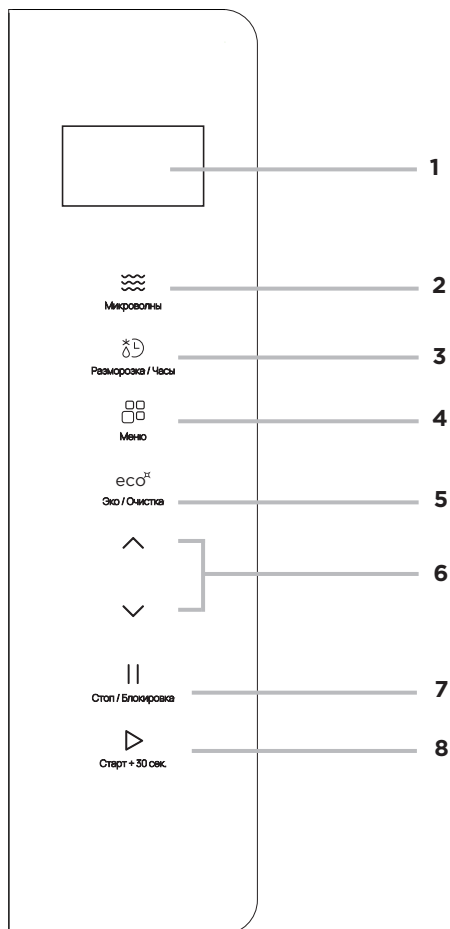 1
Микроволны
2
Разморозка / Часы
3
Меню
4
eco
Эко / Очистка
5
6
Стоп / Блокировка
7
Старт + 30 сек.
8